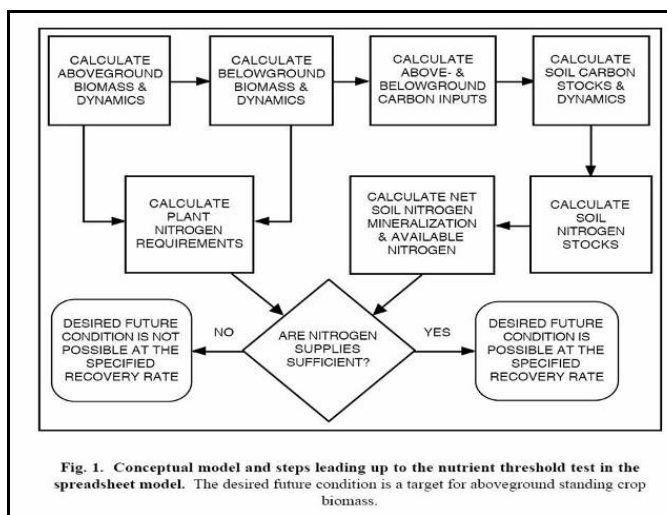 CALCULATE
ABOVEGROUND
BIOMASS &
DYNAMICS
CALCULATE
BELOWGROUND
BIOMASS &
DYNAMICS
CALCULATE
ABOVE- &
BELOWGROUND
CARBON INPUTS
CALCULATE
SOIL CARBON
STOCKS &
DYNAMICS
CALCULATE
PLANT
NITROGEN
REQUIREMENTS
CALCULATE NET
SOIL NITROGEN
MINERALIZATION
& AVAILABLE
NITROGEN
CALCULATE
SOIL
NITROGEN
STOCKS
DESIRED FUTURE
CONDITION IS NOT
POSSIBLE AT THE
SPECIFIED
RECOVERY RATE
NO
ARE NITROGEN
SUPPLIES
SUFFICIENT?
YES
DESIRED FUTURE
CONDITION IS
POSSIBLE AT THE
SPECIFIED
RECOVERY RATE
Fig. 1. Conceptual model and steps leading up to the nutrient threshold test in the
spreadsheet model. The desired future condition is a target for aboveground standing crop
biomass.